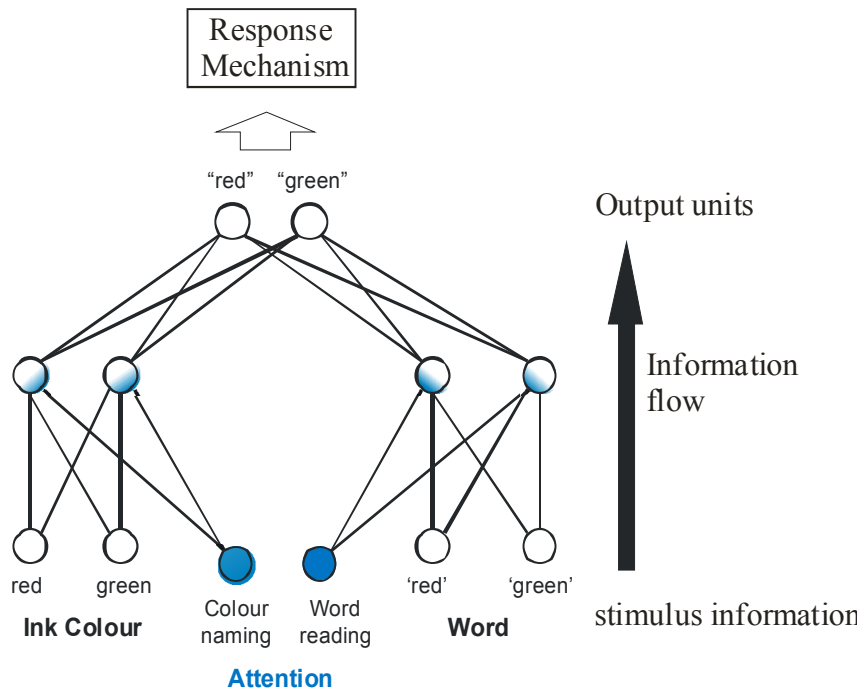 Response
Mechanism
“red” “green”
Output units
Information
flow
red green
Colour
naming
Word
reading
‘red’ ‘green’
Ink Colour
Word
stimulus information
Attention